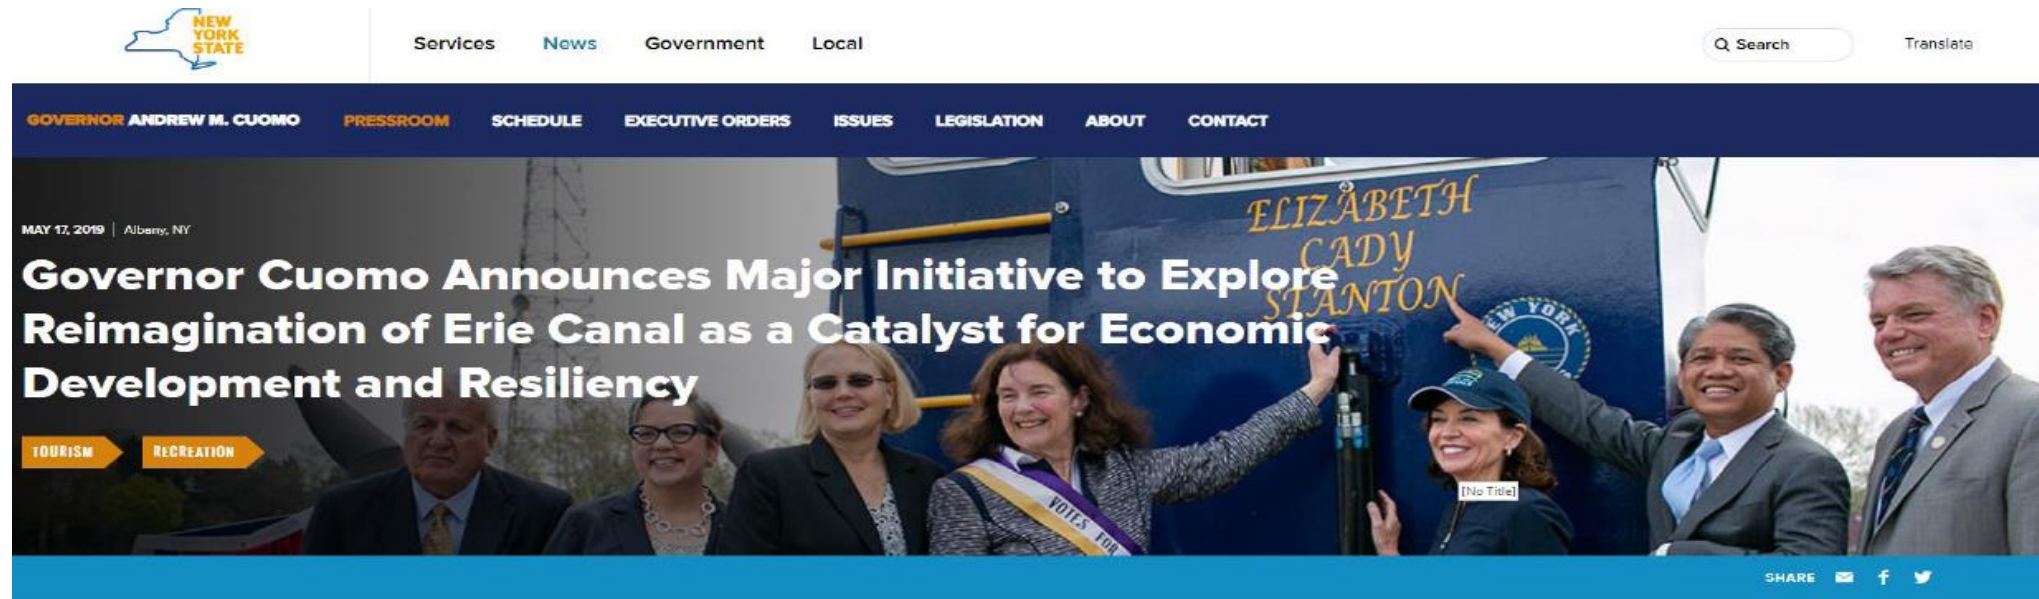 NEW
YORK
STATE
Services News Government Local
Search
Translate
GOVERNOR ANDREW M. CUOMO PRESSROOM SCHEDULE EXECUTIVE ORDERS ISSUES LEGISLATION ABOUT CONTACT
ELIZABETH
CADY
STANTON
NEW YORK
MAY 17, 2019 | Albany, NY
Governor Cuomo Announces Major Initiative to Explore
Reimagination of Erie Canal as a Catalyst for Economic
Development and Resiliency
TOURISM RECREATION
VOTES FOR
[No Title]
SHARE